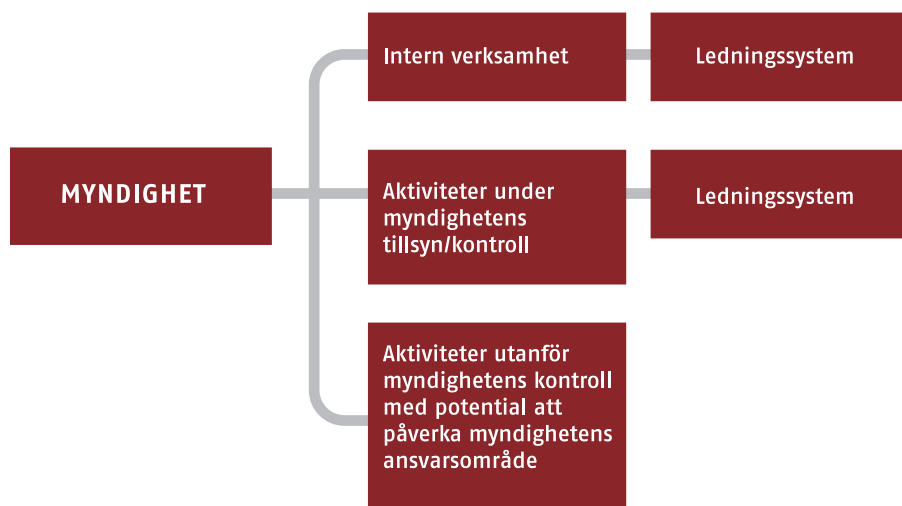 Intern verksamhet
Ledningssystem
MYNDIGHET
Aktiviteter under
myndighetens
tillsyn/kontroll
Ledningssystem
Aktiviteter utanför
myndighetens kontroll
med potential att
påverka myndighetens
ansvarsområde